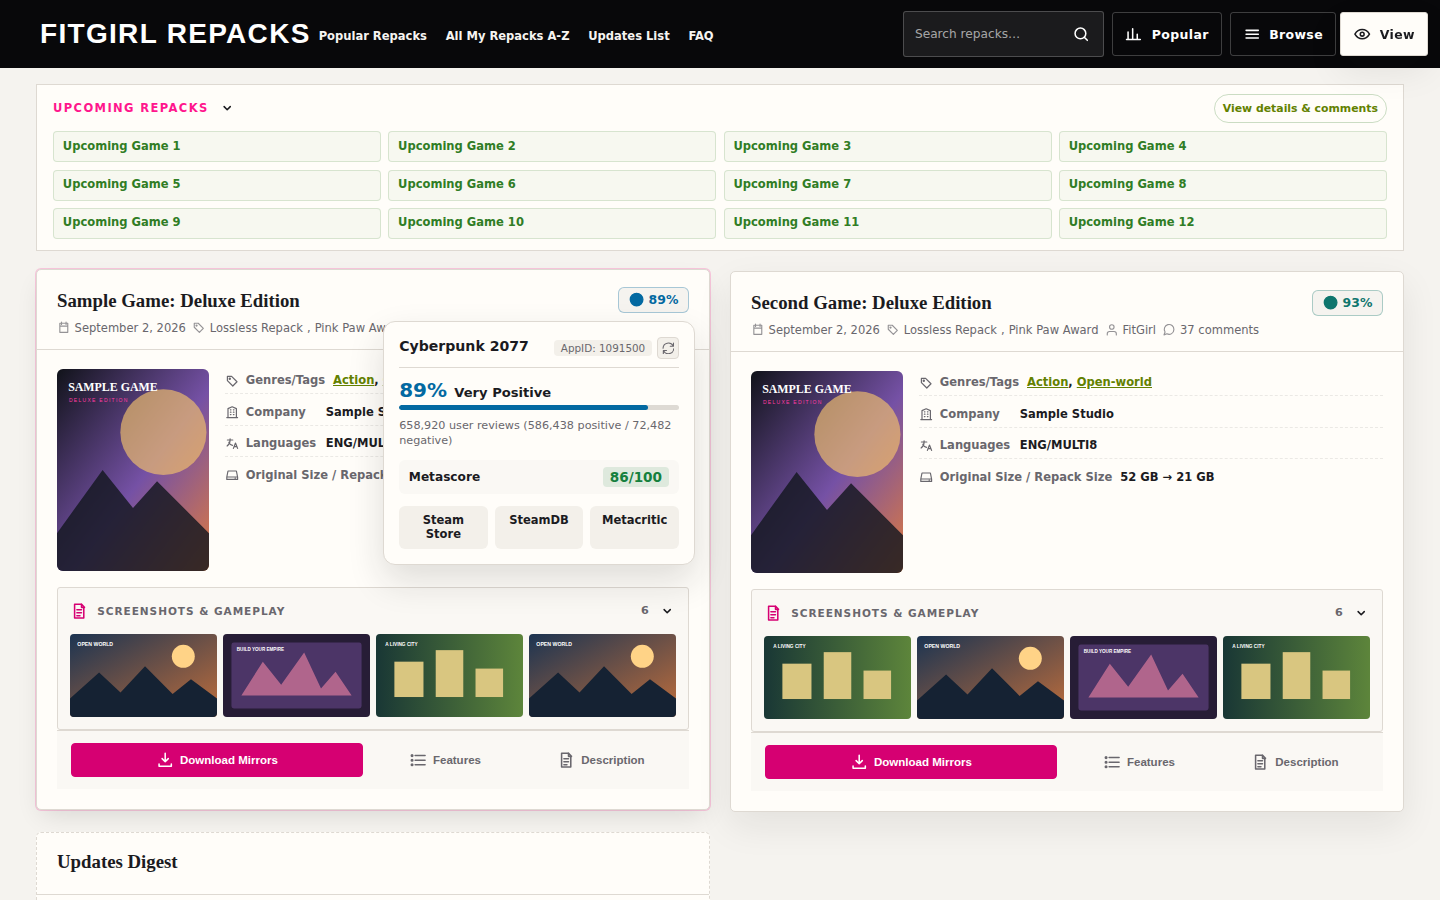 FITGIRL REPACKS
Popular Repacks
All My Repacks A-Z
Updates List
FAQ
Search repacks...
Popular
Browse
View
UPCOMING REPACKS
View details & comments
Upcoming Game 1
Upcoming Game 2
Upcoming Game 3
Upcoming Game 4
Upcoming Game 5
Upcoming Game 6
Upcoming Game 7
Upcoming Game 8
Upcoming Game 9
Upcoming Game 10
Upcoming Game 11
Upcoming Game 12
Sample Game: Deluxe Edition
89%
September 2, 2026
Lossless Repack , Pink Paw Aw
SAMPLE GAME
DELUXE EDITION
Genres/Tags Action,
Company Sample S
Languages ENG/MUL
Original Size / Repack
Cyberpunk 2077
AppID: 1091500
89% Very Positive
658,920 user reviews (586,438 positive / 72,482
negative)
Metascore
86/100
Steam
Store
SteamDB
Metacritic
SCREENSHOTS & GAMEPLAY
6
OPEN WORLD
BUILD YOUR EMPIRE
A LIVING CITY
OPEN WORLD
Download Mirrors
Features
Description
Second Game: Deluxe Edition
93%
September 2, 2026
Lossless Repack , Pink Paw Award
FitGirl
37 comments
SAMPLE GAME
DELUXE EDITION
Genres/Tags Action, Open-world
Company Sample Studio
Languages ENG/MULTI8
Original Size / Repack Size 52 GB → 21 GB
SCREENSHOTS & GAMEPLAY
6
A LIVING CITY
OPEN WORLD
BUILD YOUR EMPIRE
A LIVING CITY
Download Mirrors
Features
Description
Updates Digest